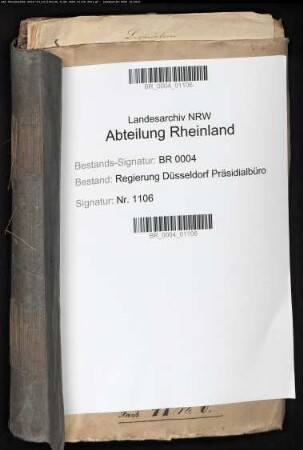 BR_0004_01106
Landesarchiv NRW
Abteilung Rheinland
Bestands-Signatur: BR 0004
Bestand: Regierung Düsseldorf Präsidialbüro
Signatur: Nr. 1106
BR_0004_01106